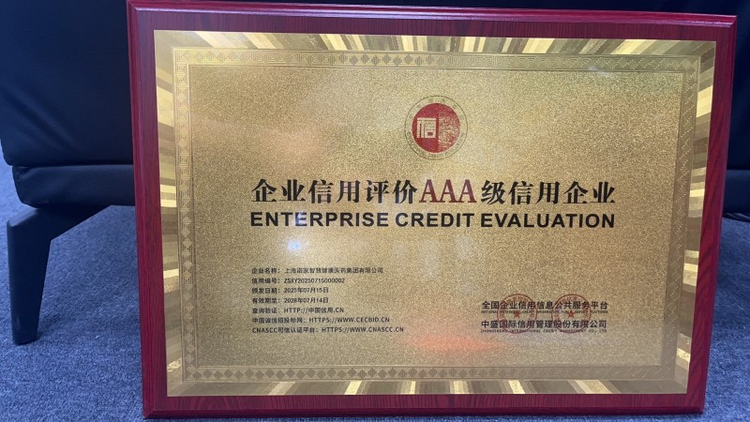 信
企业信用评价AAA级信用企业
ENTERPRISE CREDIT EVALUATION
企业名称：上海诺家智慧健康医药集团有限公司
信用编号：ZSXY20250715000002
颁发日期：2025年07月15日
有效期至：2028年07月14日
查询验证：HTTP://中国信用.CN
中国诚信招投标网：HTTPS://WWW.CECBID.CN
CNASCC可信认证平台：HTTPS://WWW.CNASCC.CN
全国企业信用信息公共服务平台
中盛国际信用管理股份有限公司